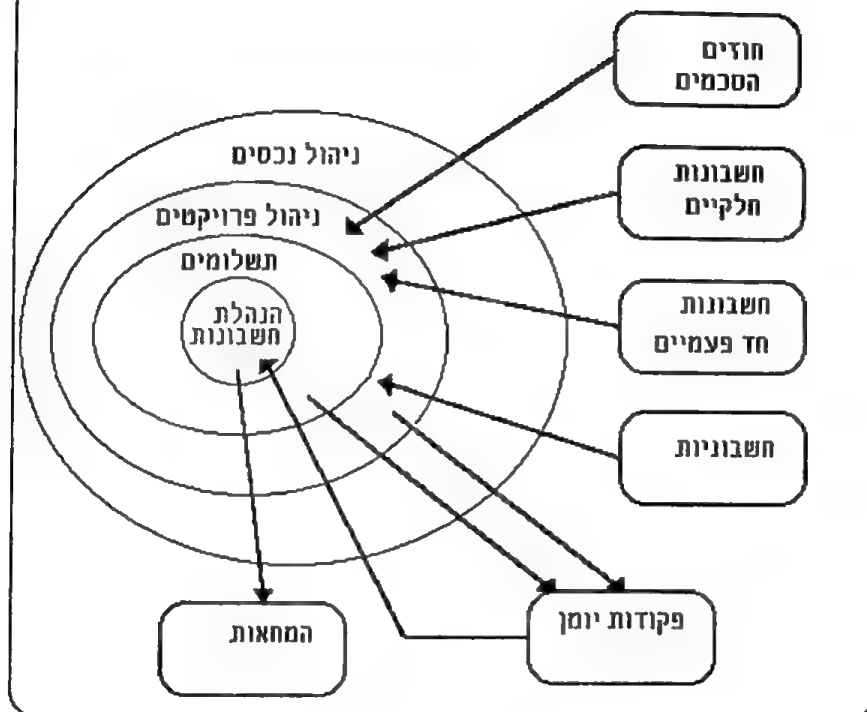 חוזים
הסכמים
ניהול נכסים
חשבונות
חלקיים
ניהול פרויקטים
תשלומים
חשבונות
חד פעמיים
הנהלת
חשבונות
חשבוניות
פקודות יומן
המחאות